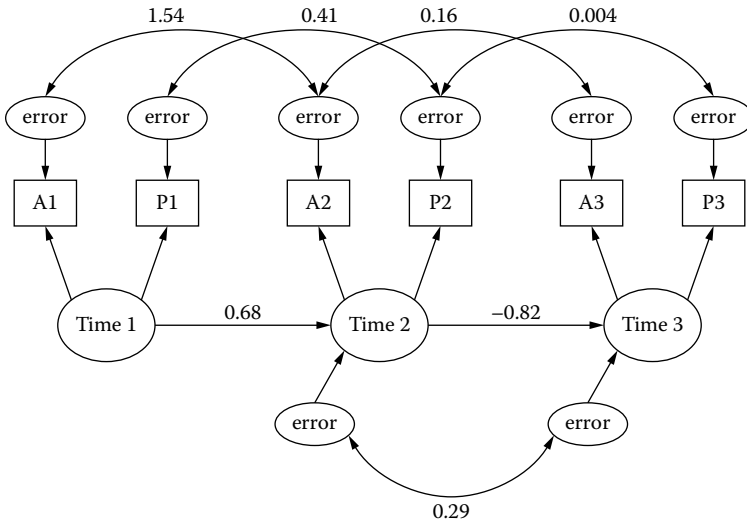 1.54 0.41 0.16 0.004
error error error error error error
A1 P1 A2 P2 A3 P3
Time 1 0.68 Time 2 −0.82 Time 3
error error
0.29